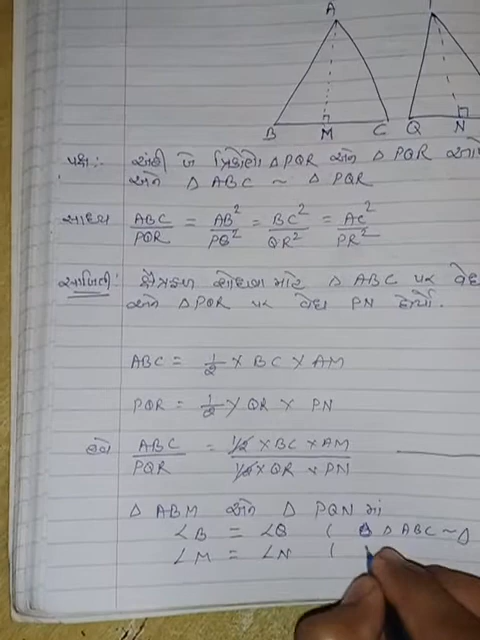 A
B M C Q N
પક્ષ:- અહીં બે ત્રિકોણો △PQR અને △ PQR આ
અને △ ABC ~ △ PQR
સાધ્ય ABC/PQR = AB²/PQ² = BC²/QR² = AC²/PR²
સાબિતી: ક્ષેત્રફળ શોધવા માટે △ ABC પર વેધ
અને △PQR પર વેધ PN દોર્યો.
ABC = 1/2 × BC × AM
PQR = 1/2 × QR × PN
હવે ABC/PQR = 1/2 × BC × AM / 1/2 × QR × PN
△ ABM અને △ PQN માં
∠B = ∠Q ( △ ABC ~ △
∠M = ∠N (